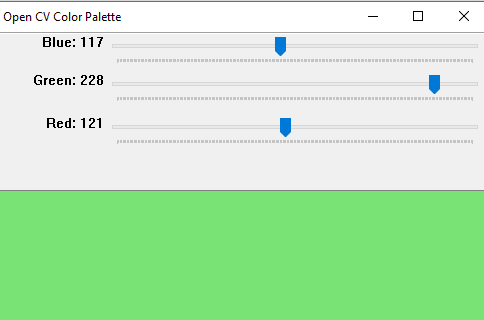 Open CV Color Palette
Blue: 117
Green: 228
Red: 121